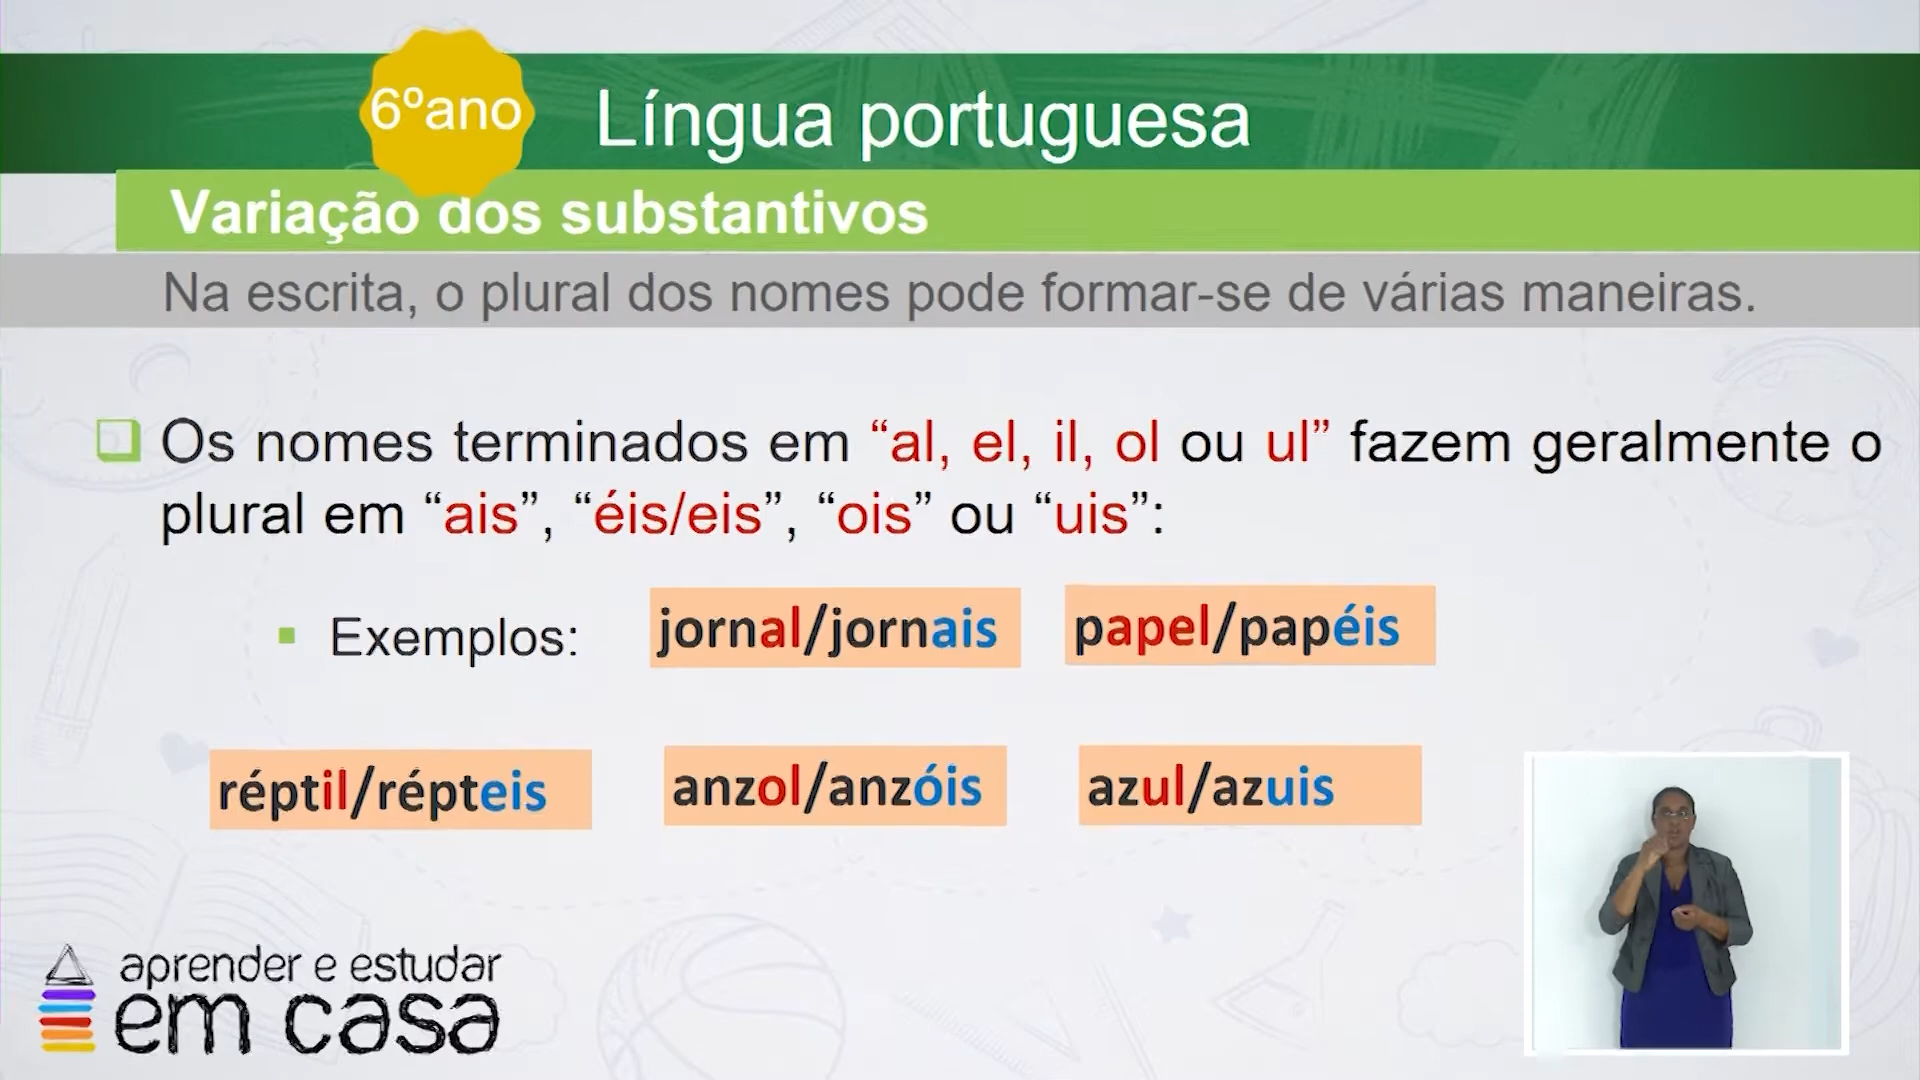 6ºano
Língua portuguesa
Variação dos substantivos
Na escrita, o plural dos nomes pode formar-se de várias maneiras.
Os nomes terminados em “al, el, il, ol ou ul” fazem geralmente o
plural em “ais”, “éis/eis”, “ois” ou “uis”:
Exemplos:
jornal/jornais
papel/papéis
réptil/répteis
anzol/anzóis
azul/azuis
aprender e estudar
em casa